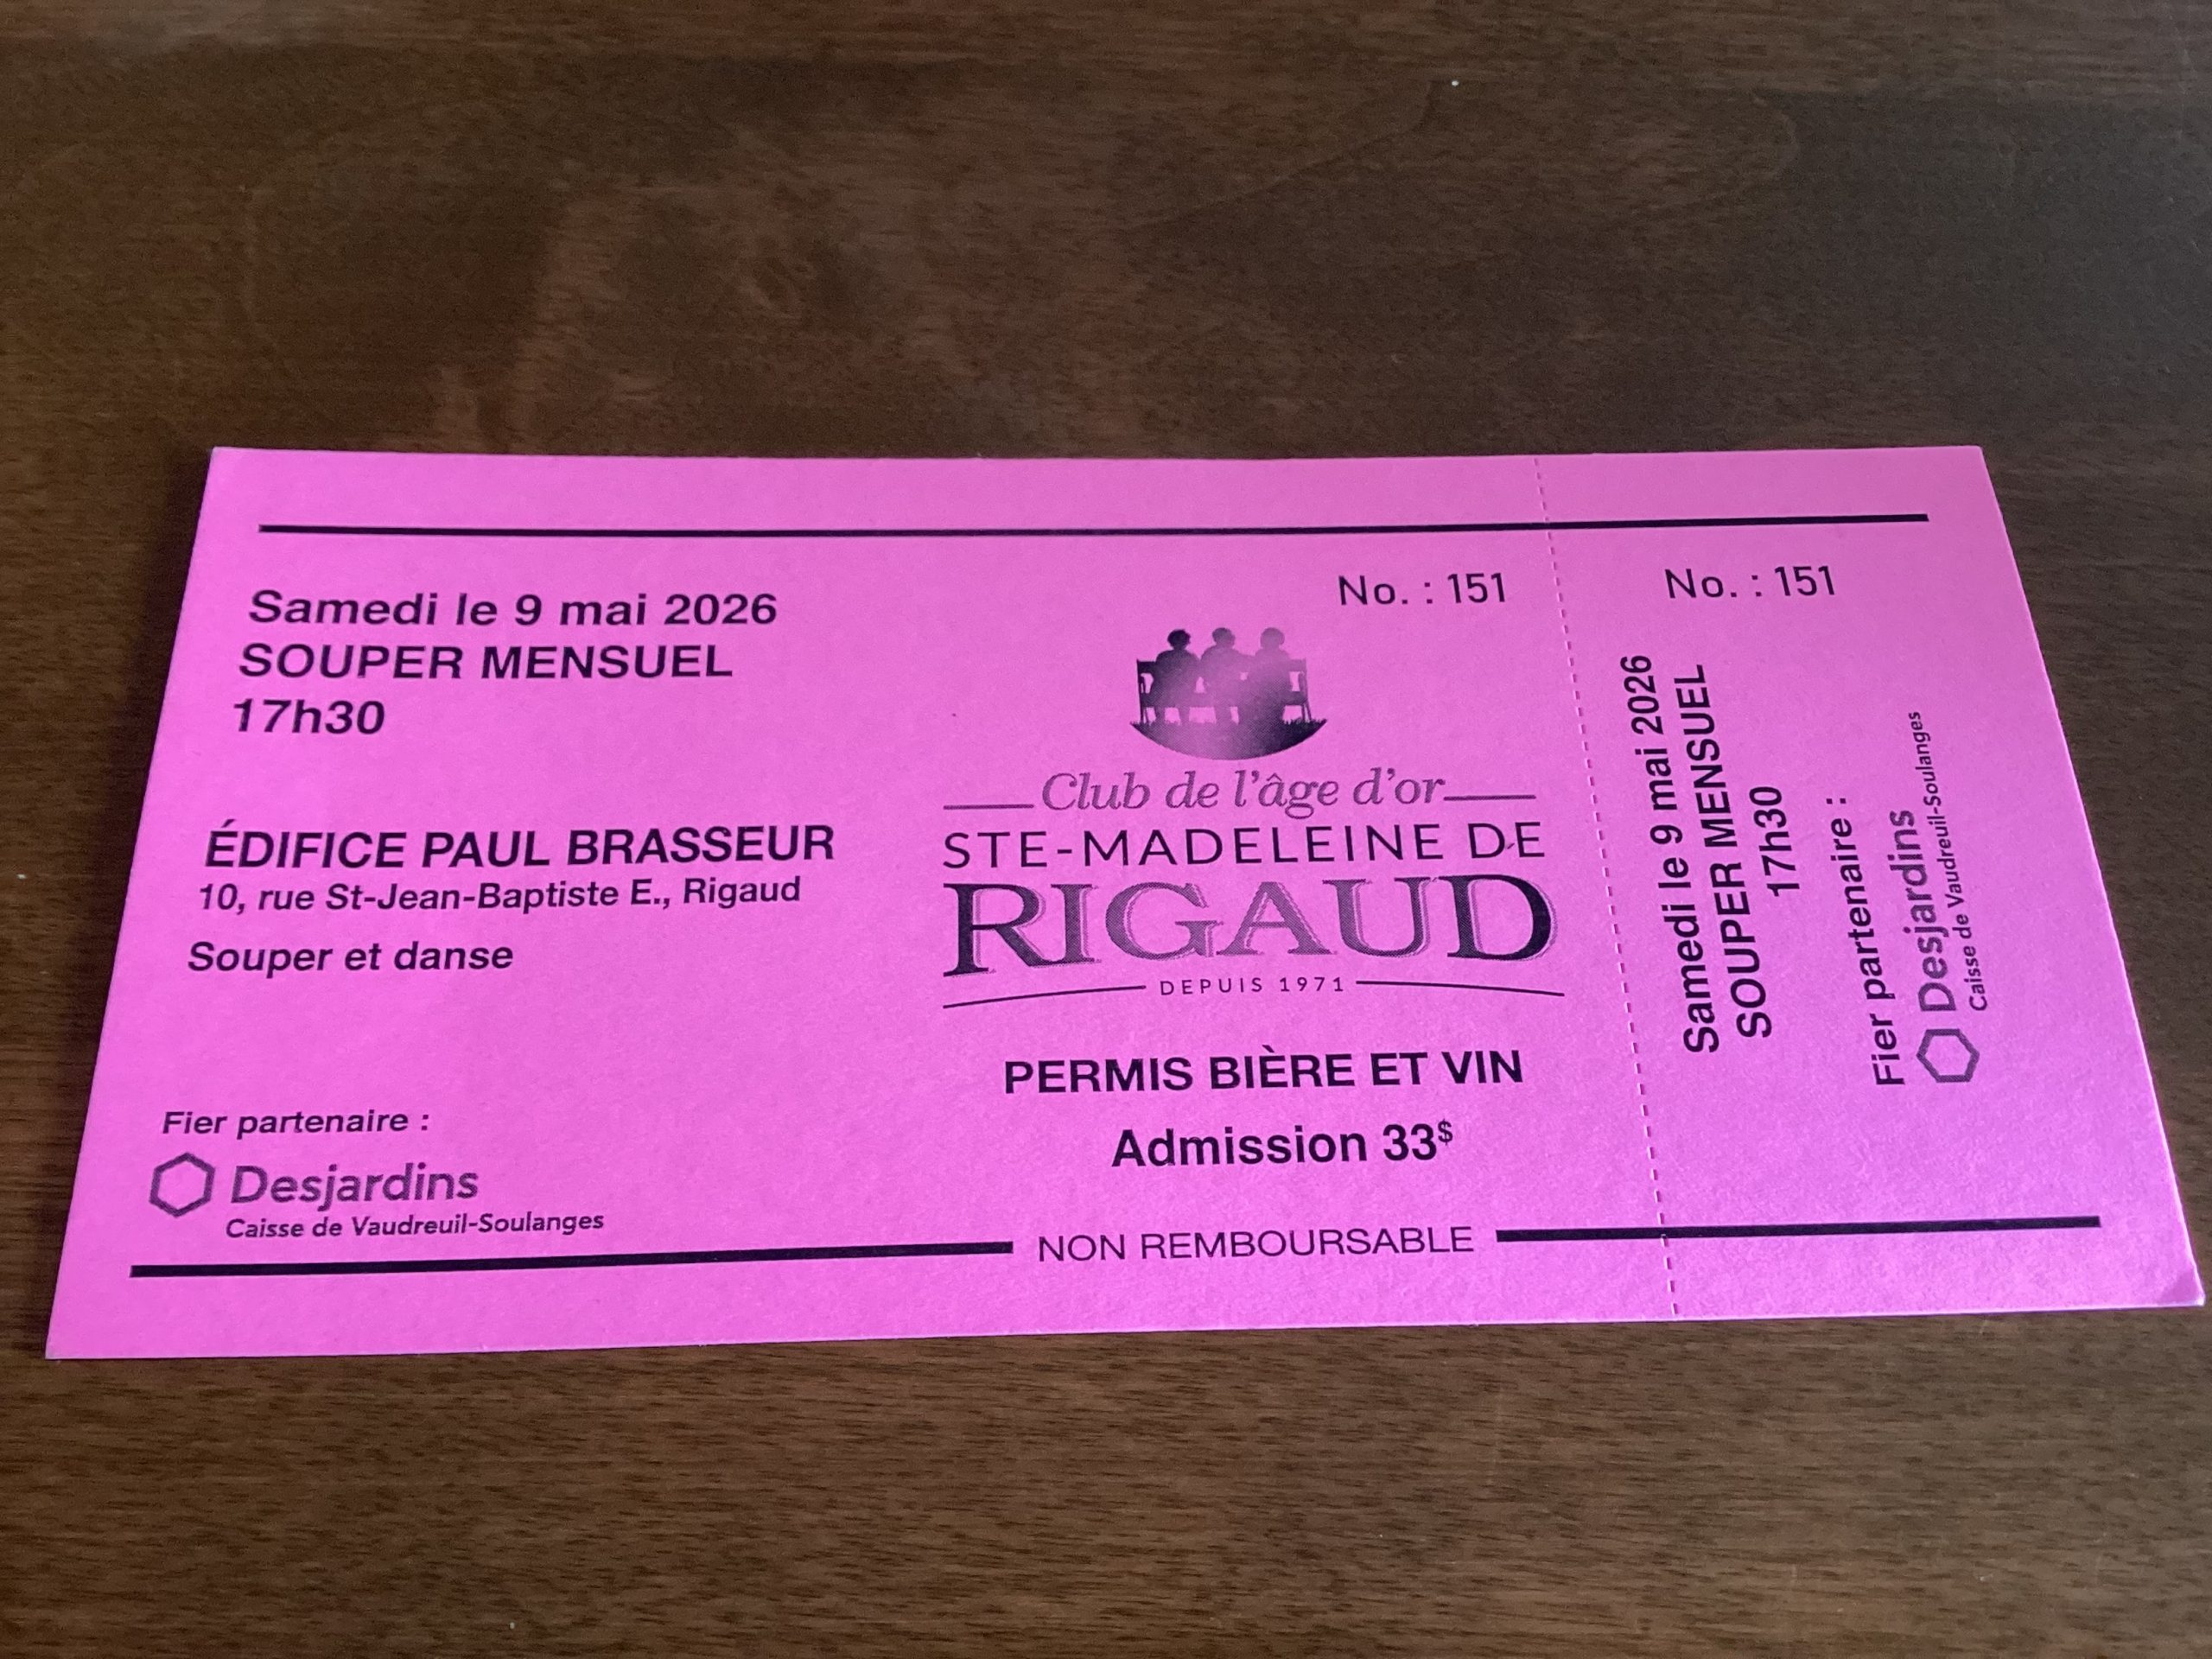 Samedi le 9 mai 2026
SOUPER MENSUEL
17h30
ÉDIFICE PAUL BRASSEUR
10, rue St-Jean-Baptiste E., Rigaud
Souper et danse
Fier partenaire :
Desjardins
Caisse de Vaudreuil-Soulanges
No. : 151
Club de l'âge d'or
STE-MADELEINE DE
RIGAUD
DEPUIS 1971
PERMIS BIÈRE ET VIN
Admission 33$
NON REMBOURSABLE
No. : 151
Samedi le 9 mai 2026
SOUPER MENSUEL
17h30
Fier partenaire :
Desjardins
Caisse de Vaudreuil-Soulanges